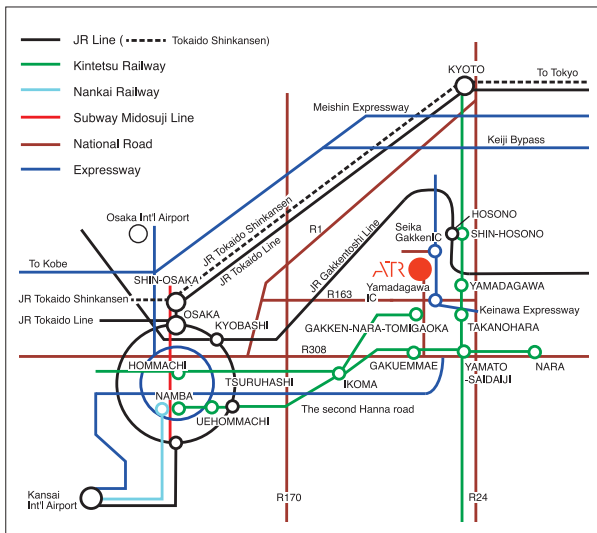 JR Line ( Tokaido Shinkansen)
Kintetsu Railway
Nankai Railway
Subway Midosuji Line
National Road
Expressway
KYOTO
To Tokyo
Meishin Expressway
Keiji Bypass
Osaka Int'l Airport
R1
JR Tokaido Shinkansen
JR Tokaido Line
JR Gakkentoshi Line
HOSONO
SHIN-HOSONO
Seika
GakkenIC
To Kobe
SHIN-OSAKA
ATR
Yamadagawa
IC
YAMADAGAWA
JR Tokaido Shinkansen
R163
Keinawa Expressway
OSAKA
JR Tokaido Line
KYOBASHI
GAKKEN-NARA-TOMIGAOKA
TAKANOHARA
R308
HOMMACHI
TSURUHASHI
IKOMA
GAKUEMMAE
YAMATO
-SAIDAIJI
NARA
NAMBA
UEHOMMACHI
The second Hanna road
Kansai
Int'l Airport
R170
R24